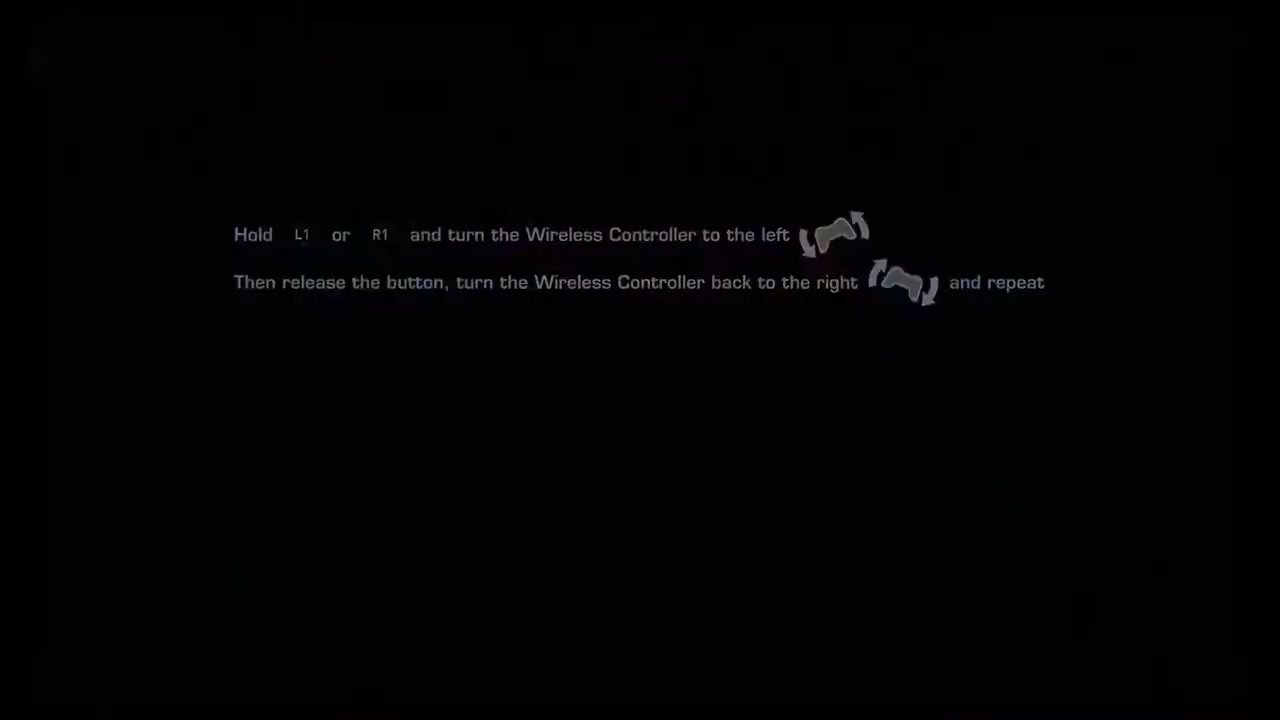 Hold L1 or R1 and turn the Wireless Controller to the left
Then release the button, turn the Wireless Controller back to the right and repeat